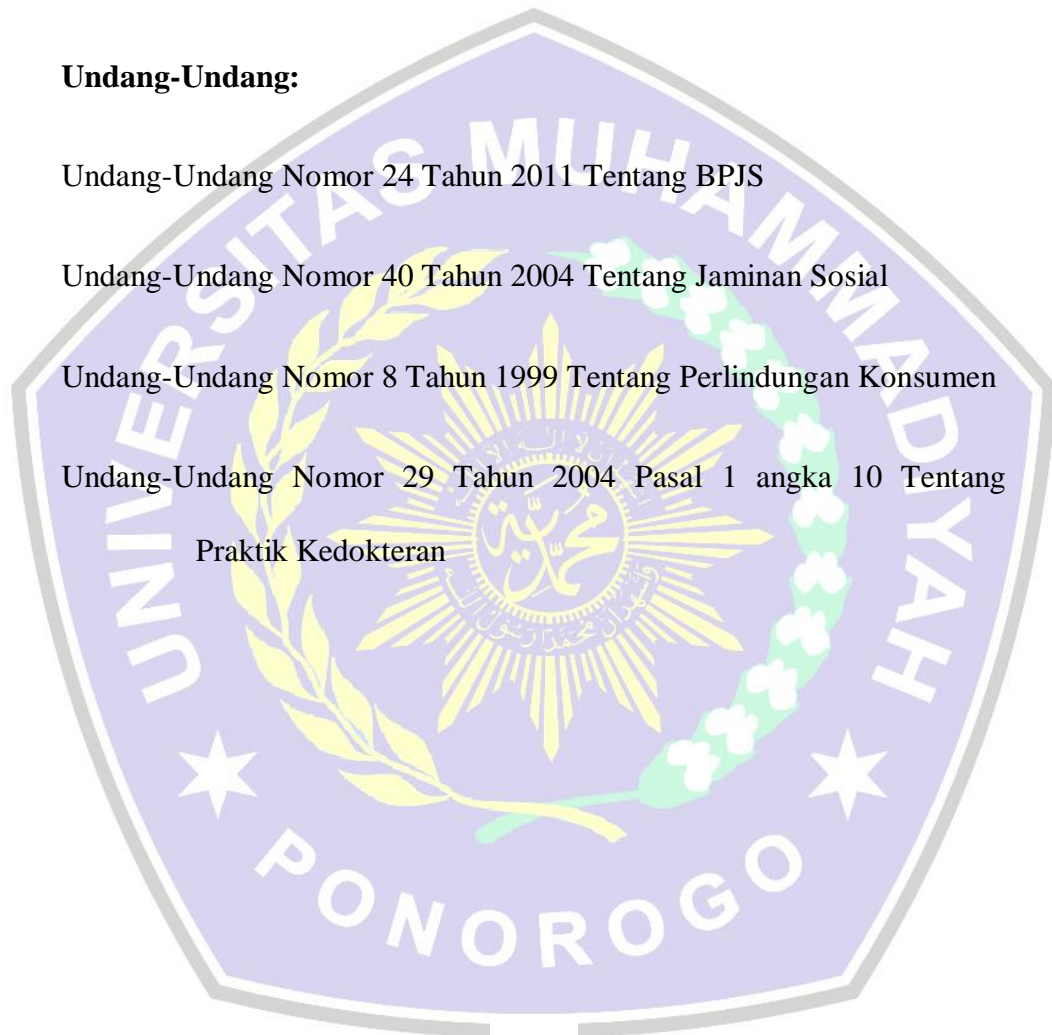 Undang-Undang:
Undang-Undang Nomor 24 Tahun 2011 Tentang BPJS
Undang-Undang Nomor 40 Tahun 2004 Tentang Jaminan Sosial
Undang-Undang Nomor 8 Tahun 1999 Tentang Perlindungan Konsumen
Undang-Undang Nomor 29 Tahun 2004 Pasal 1 angka 10 Tentang
Praktik Kedokteran
UNIVERSITAS MUHAMMADIYAH
PONOROGO
محمدية